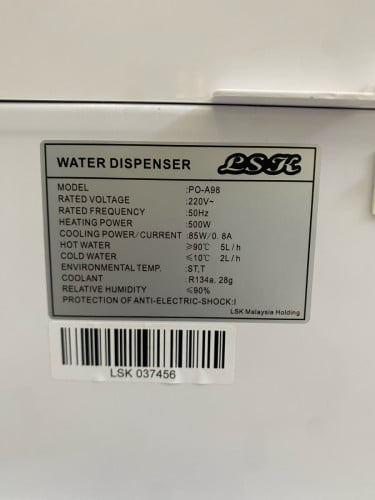 WATER DISPENSER LSK
MODEL :PO-A98
RATED VOLTAGE :220V~
RATED FREQUENCY :50Hz
HEATING POWER :500W
COOLING POWER/CURRENT :85W/0.8A
HOT WATER ≥90℃ 5L/h
COLD WATER ≤10℃ 2L/h
ENVIRONMENTAL TEMP. :ST,T
COOLANT :R134a. 28g
RELATIVE HUMIDITY ≤90%
PROTECTION OF ANTI-ELECTRIC-SHOCK:I
LSK Malaysia Holding
LSK 037456